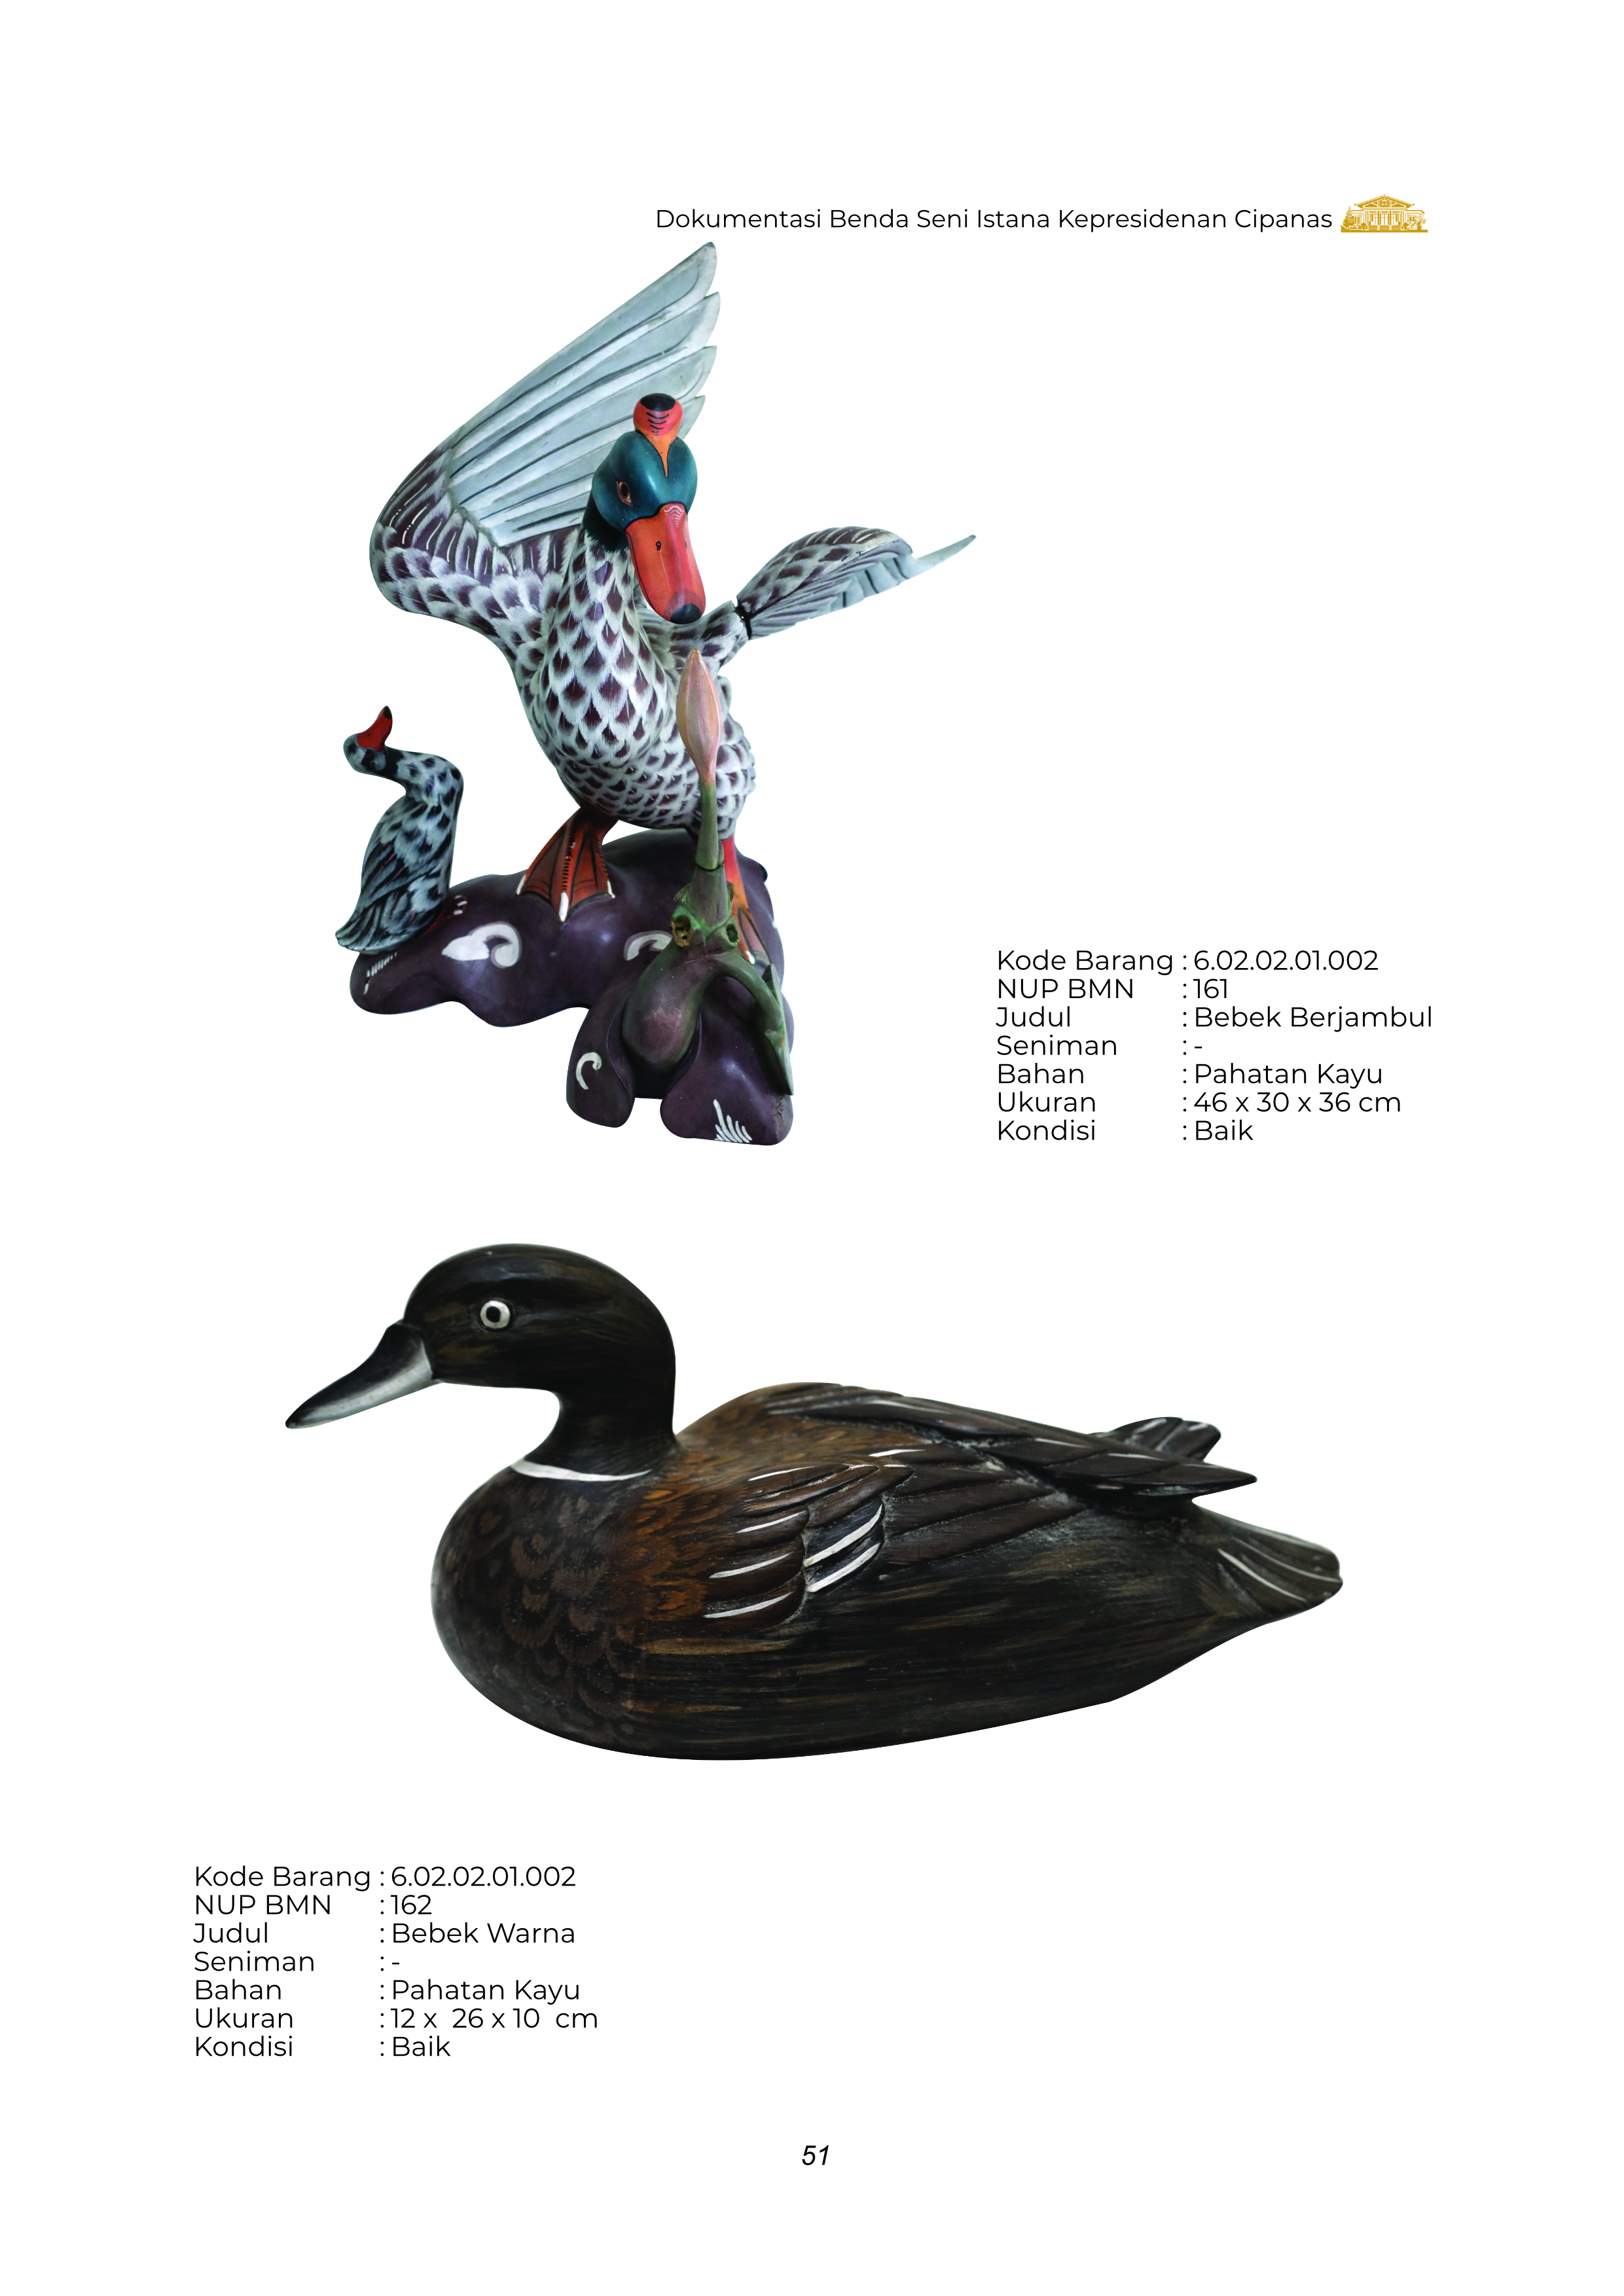 Dokumentasi Benda Seni Istana Kepresidenan Cipanas
Kode Barang : 6.02.02.01.002
NUP BMN : 161
Judul : Bebek Berjambul
Seniman : -
Bahan : Pahatan Kayu
Ukuran : 46 x 30 x 36 cm
Kondisi : Baik
Kode Barang : 6.02.02.01.002
NUP BMN : 162
Judul : Bebek Warna
Seniman : -
Bahan : Pahatan Kayu
Ukuran : 12 x 26 x 10 cm
Kondisi : Baik
51